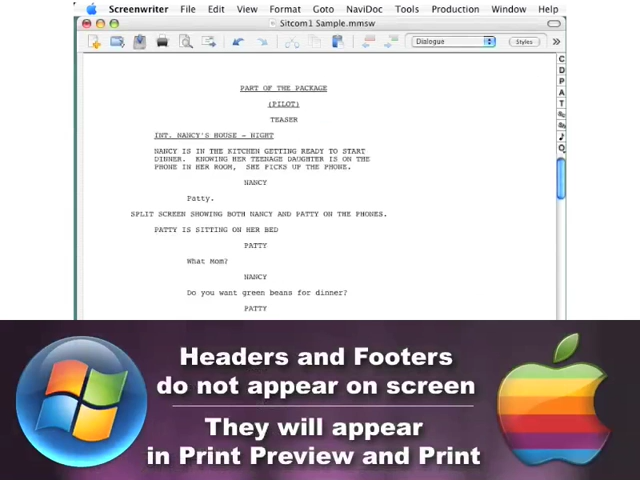 Screenwriter File Edit View Format Goto NaviDoc Tools Production Window Help
Sitcom1 Sample.mmsw
Dialogue Styles
PART OF THE PACKAGE
(PILOT)
TEASER
INT. NANCY'S HOUSE - NIGHT
NANCY IS IN THE KITCHEN GETTING READY TO START
DINNER. KNOWING HER TEENAGE DAUGHTER IS ON THE
PHONE IN HER ROOM, SHE PICKS UP THE PHONE.
NANCY
Patty.
SPLIT SCREEN SHOWING BOTH NANCY AND PATTY ON THE PHONES.
PATTY IS SITTING ON HER BED
PATTY
What Mom?
NANCY
Do you want green beans for dinner?
PATTY
C
D
P
A
T
Headers and Footers
do not appear on screen
They will appear
in Print Preview and Print